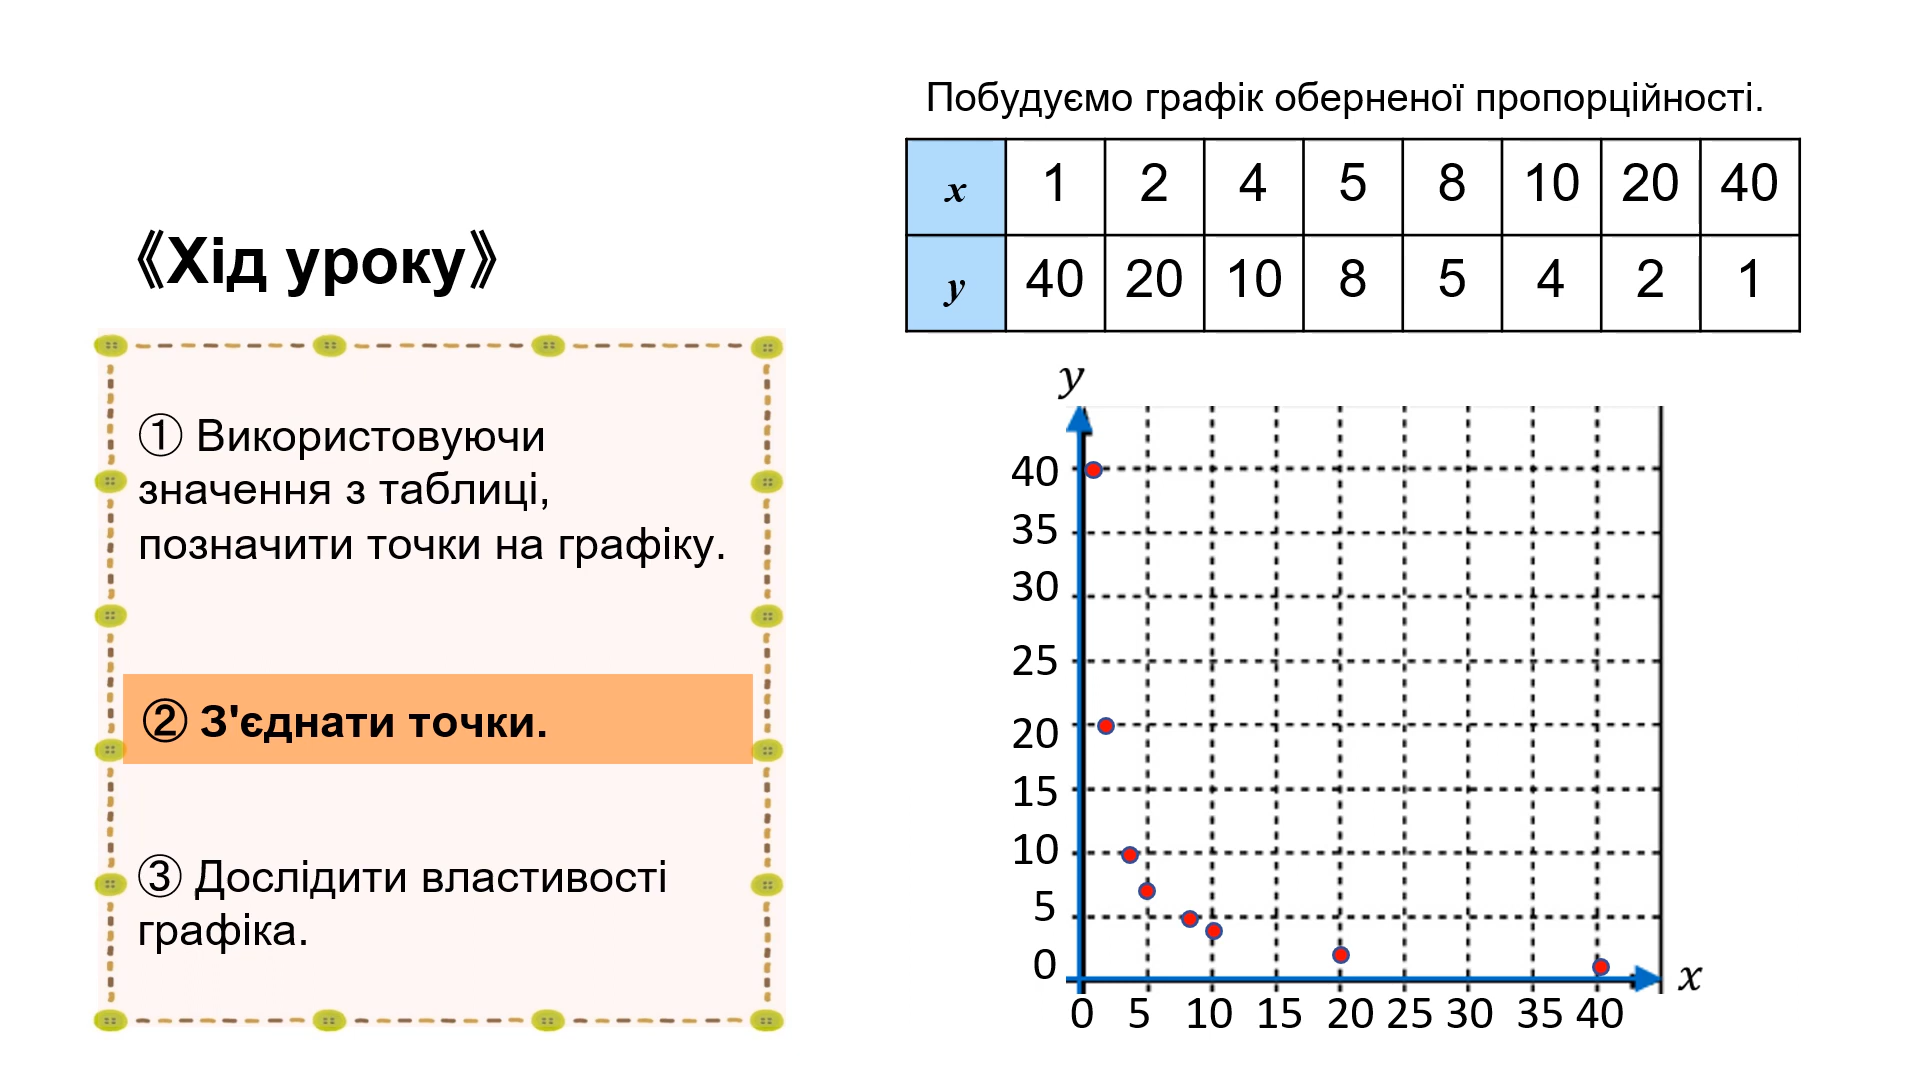 Побудуємо графік оберненої пропорційності.
x 1 2 4 5 8 10 20 40
y 40 20 10 8 5 4 2 1
《Хід уроку》
① Використовуючи
значення з таблиці,
позначити точки на графіку.
② З'єднати точки.
③ Дослідити властивості
графіка.
y
40
35
30
25
20
15
10
5
0
x
0 5 10 15 20 25 30 35 40